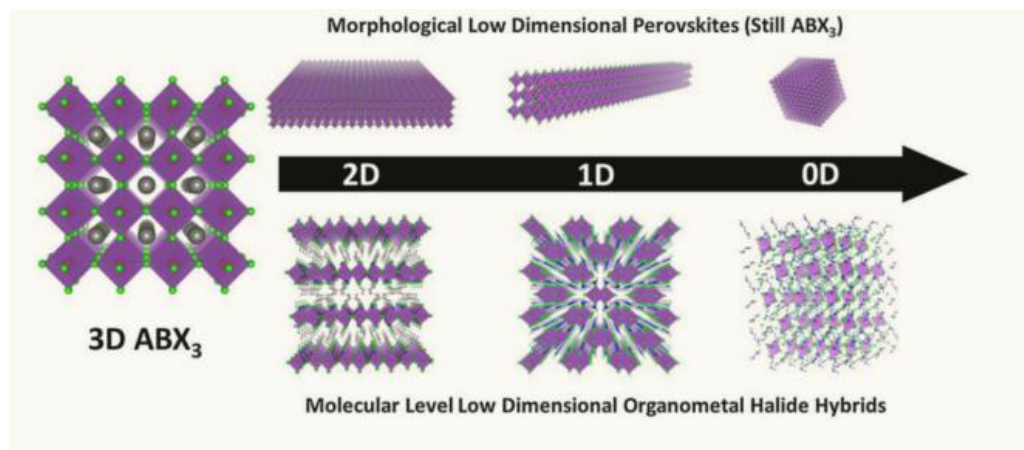 Morphological Low Dimensional Perovskites (Still ABX₃)
2D 1D 0D
3D ABX₃
Molecular Level Low Dimensional Organometal Halide Hybrids